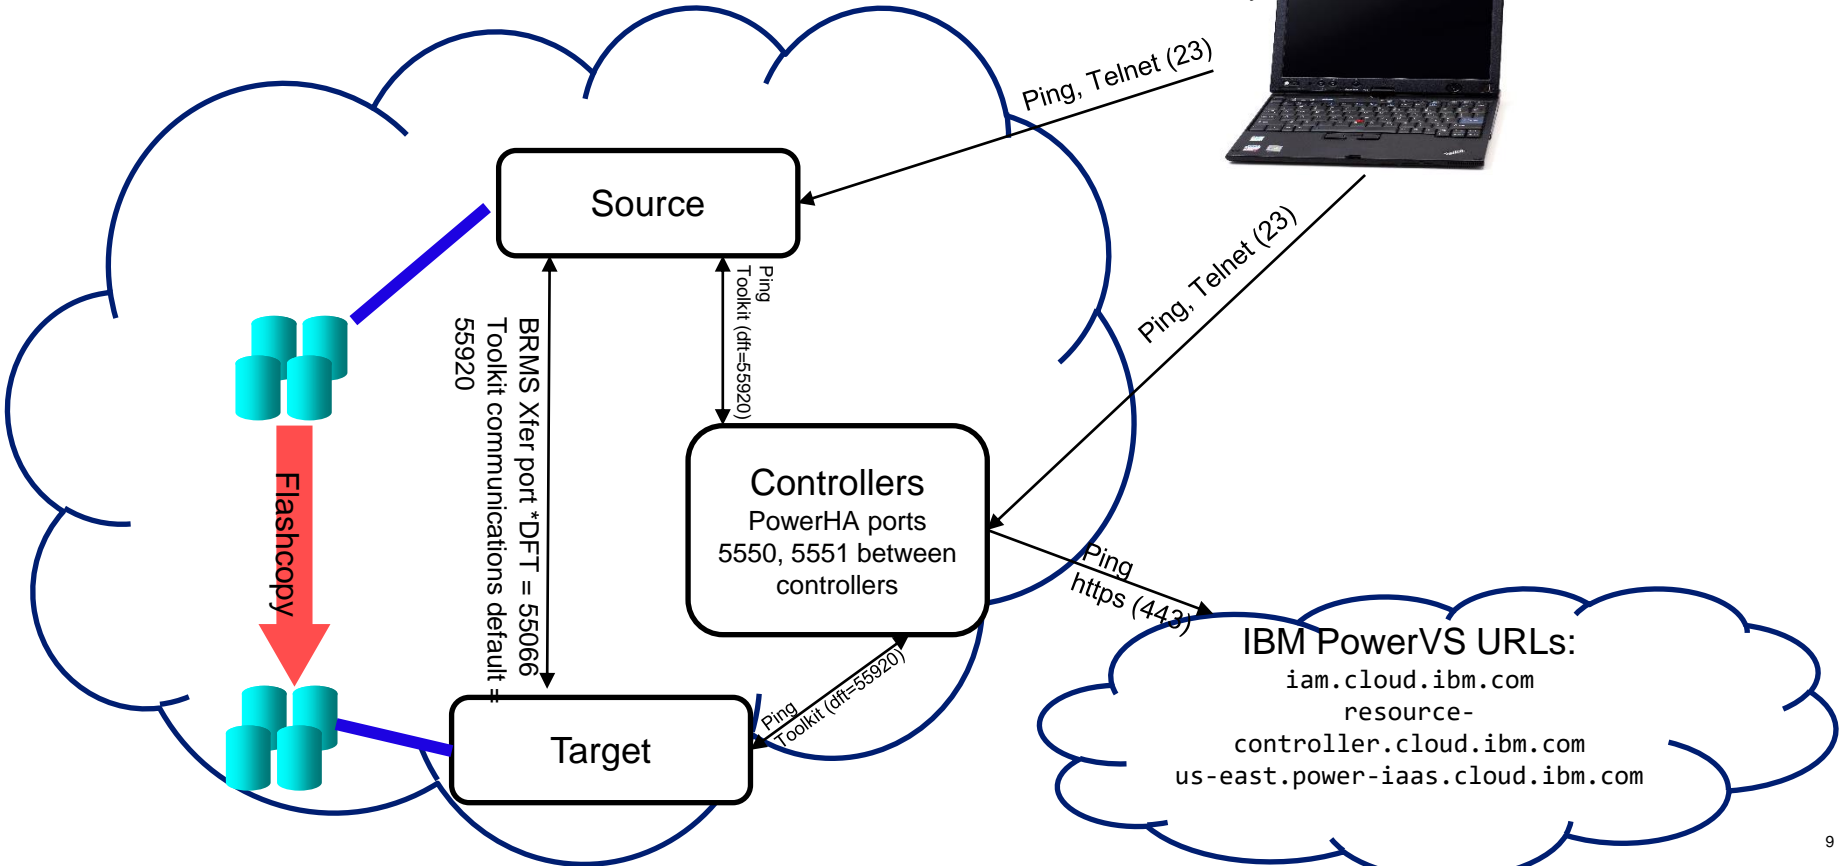 Ping, Telnet (23)
Source
Ping, Telnet (23)
Ping
Toolkit (dft=55920)
BRMS Xfer port *DFT = 55066
Toolkit communications default =
55920
Flashcopy
Controllers
PowerHA ports
5550, 5551 between
controllers
Ping
https (443)
Ping
Toolkit (dft=55920)
Target
IBM PowerVS URLs:
iam.cloud.ibm.com
resource-
controller.cloud.ibm.com
us-east.power-iaas.cloud.ibm.com
9